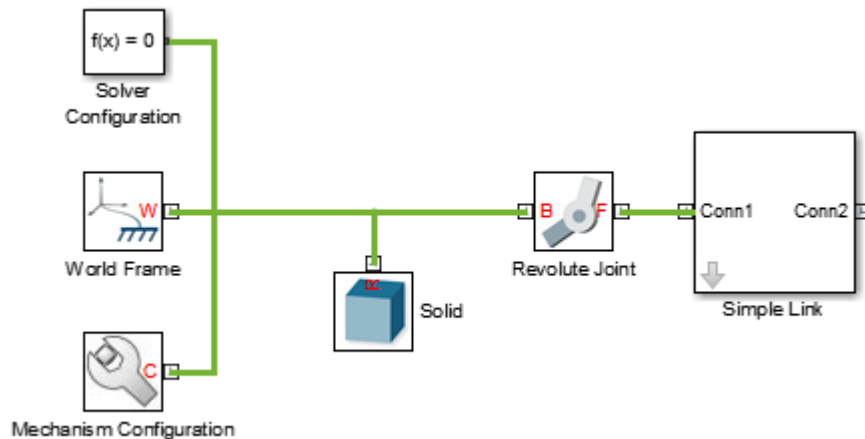 f(x) = 0
Solver
Configuration
W
World Frame
B
F
Revolute Joint
Conn1
Conn2
Simple Link
R
Solid
C
Mechanism Configuration